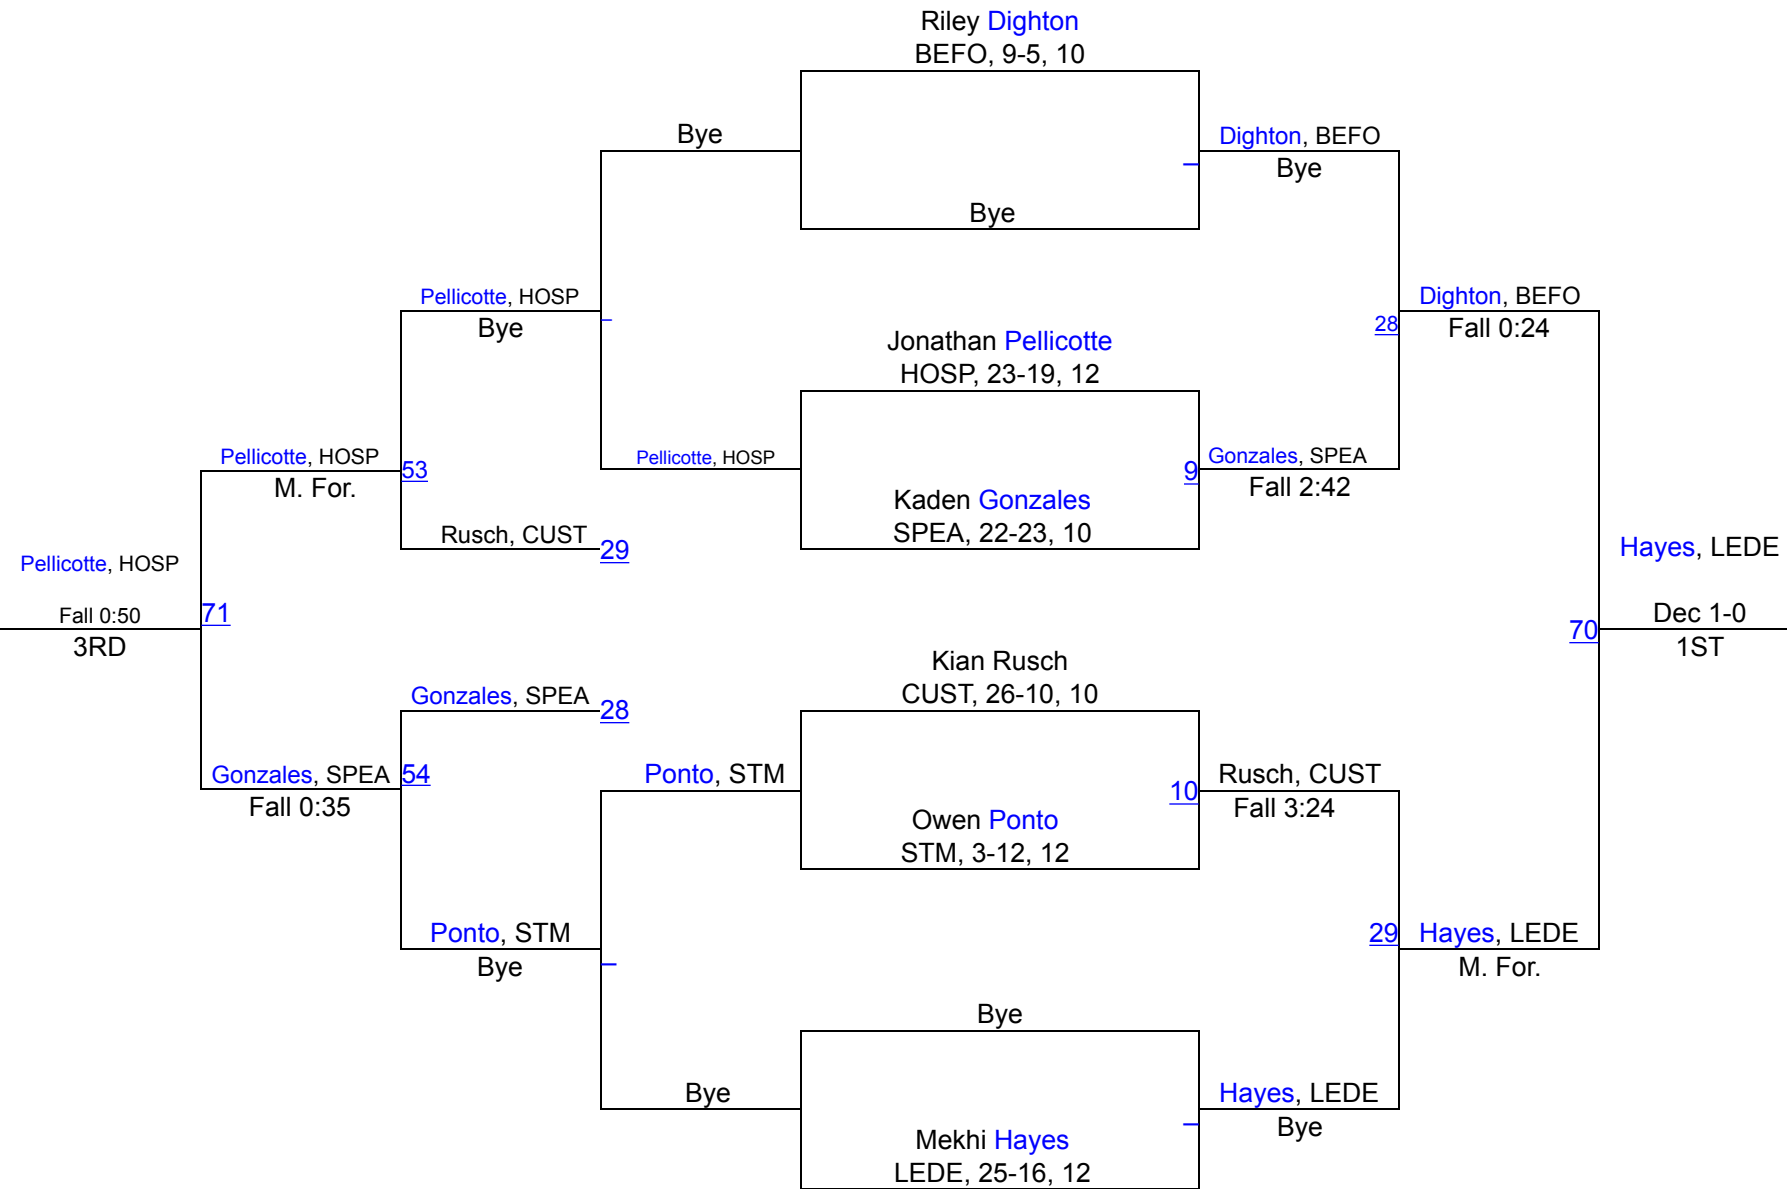 Riley Dighton
BEFO, 9-5, 10
Bye
Dighton, BEFO
Bye
Bye
Pellicotte, HOSP
Bye
Dighton, BEFO
28
Fall 0:24
Jonathan Pellicotte
HOSP, 23-19, 12
Pellicotte, HOSP
53
M. For.
Pellicotte, HOSP
9
Gonzales, SPEA
Fall 2:42
Kaden Gonzales
SPEA, 22-23, 10
Rusch, CUST
29
Pellicotte, HOSP
Fall 0:50
71
3RD
Hayes, LEDE
Dec 1-0
70
1ST
Kian Rusch
CUST, 26-10, 10
Gonzales, SPEA
28
Gonzales, SPEA
54
Fall 0:35
Ponto, STM
10
Rusch, CUST
Fall 3:24
Owen Ponto
STM, 3-12, 12
Ponto, STM
Bye
29
Hayes, LEDE
M. For.
Bye
Bye
Hayes, LEDE
Bye
Mekhi Hayes
LEDE, 25-16, 12